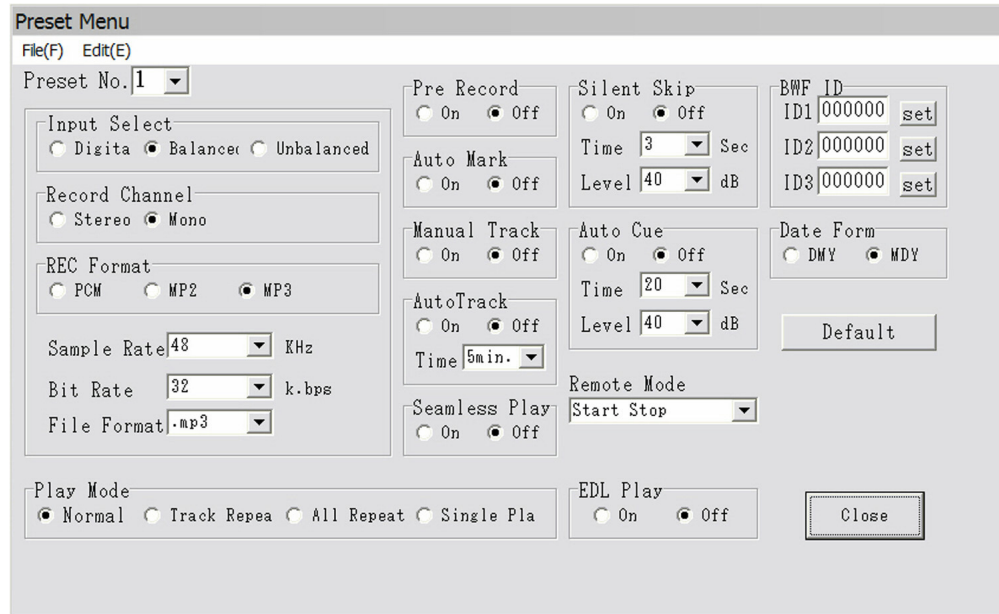 Preset Menu
File(F) Edit(E)
Preset No. 1
Input Select
Digita Balanced Unbalanced
Record Channel
Stereo Mono
REC Format
PCM MP2 MP3
Sample Rate 48 KHz
Bit Rate 32 k.bps
File Format .mp3
Pre Record
On Off
Auto Mark
On Off
Manual Track
On Off
AutoTrack
On Off
Time 5min.
Seamless Play
On Off
Silent Skip
On Off
Time 3 Sec
Level 40 dB
Auto Cue
On Off
Time 20 Sec
Level 40 dB
Remote Mode
Start Stop
BWF ID
ID1 000000 set
ID2 000000 set
ID3 000000 set
Date Form
DMY MDY
Default
Play Mode
Normal Track Repea All Repeat Single Pla
EDL Play
On Off
Close